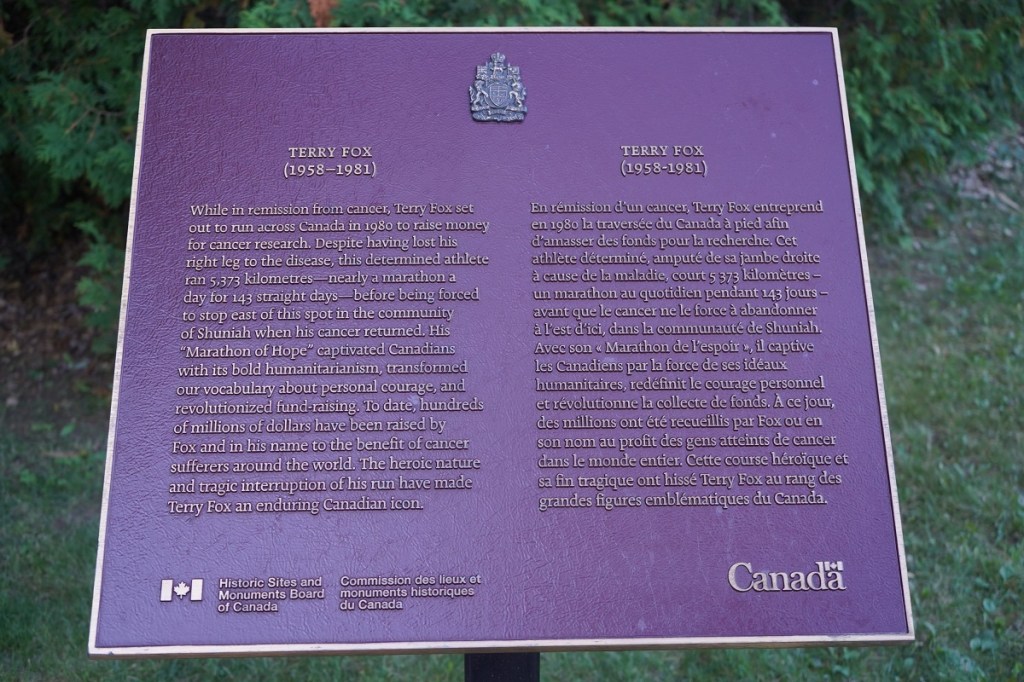 TERRY FOX
(1958–1981)
While in remission from cancer, Terry Fox set
out to run across Canada in 1980 to raise money
for cancer research. Despite having lost his
right leg to the disease, this determined athlete
ran 5,373 kilometres—nearly a marathon a
day for 143 straight days—before being forced
to stop east of this spot in the community
of Shuniah when his cancer returned. His
“Marathon of Hope” captivated Canadians
with its bold humanitarianism, transformed
our vocabulary about personal courage, and
revolutionized fund-raising. To date, hundreds
of millions of dollars have been raised by
Fox and in his name to the benefit of cancer
sufferers around the world. The heroic nature
and tragic interruption of his run have made
Terry Fox an enduring Canadian icon.
TERRY FOX
(1958-1981)
En rémission d'un cancer, Terry Fox entreprend
en 1980 la traversée du Canada à pied afin
d'amasser des fonds pour la recherche. Cet
athlète déterminé, amputé de sa jambe droite
à cause de la maladie, court 5 373 kilomètres –
un marathon au quotidien pendant 143 jours –
avant que le cancer ne le force à abandonner
à l'est d'ici, dans la communauté de Shuniah.
Avec son « Marathon de l'espoir », il captive
les Canadiens par la force de ses idéaux
humanitaires, redéfinit le courage personnel
et révolutionne la collecte de fonds. À ce jour,
des millions ont été recueillis par Fox ou en
son nom au profit des gens atteints de cancer
dans le monde entier. Cette course héroïque et
sa fin tragique ont hissé Terry Fox au rang des
grandes figures emblématiques du Canada.
Historic Sites and
Monuments Board
of Canada
Commission des lieux et
monuments historiques
du Canada
Canada